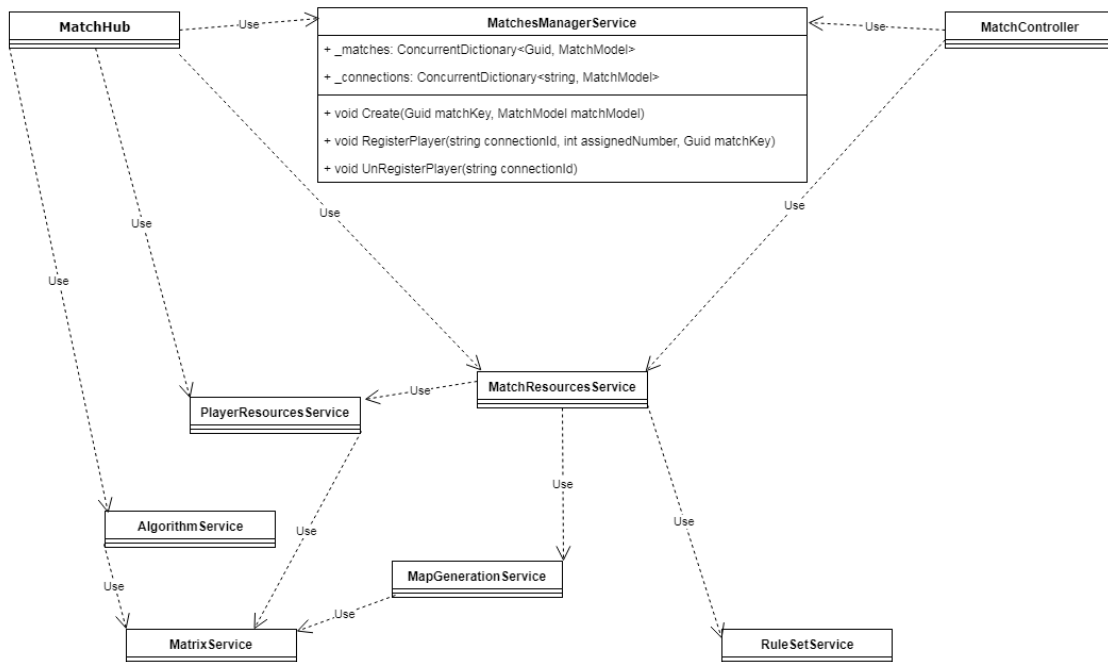 MatchHub
Use
MatchesManagerService
+ _matches: ConcurrentDictionary<Guid, MatchModel>
+ _connections: ConcurrentDictionary<string, MatchModel>
+ void Create(Guid matchKey, MatchModel matchModel)
+ void RegisterPlayer(string connectionId, int assignedNumber, Guid matchKey)
+ void UnRegisterPlayer(string connectionId)
Use
MatchController
Use
Use
Use
Use
PlayerResourcesService
Use
MatchResourcesService
AlgorithmService
Use
Use
Use
Use
MapGenerationService
Use
MatrixService
RuleSetService